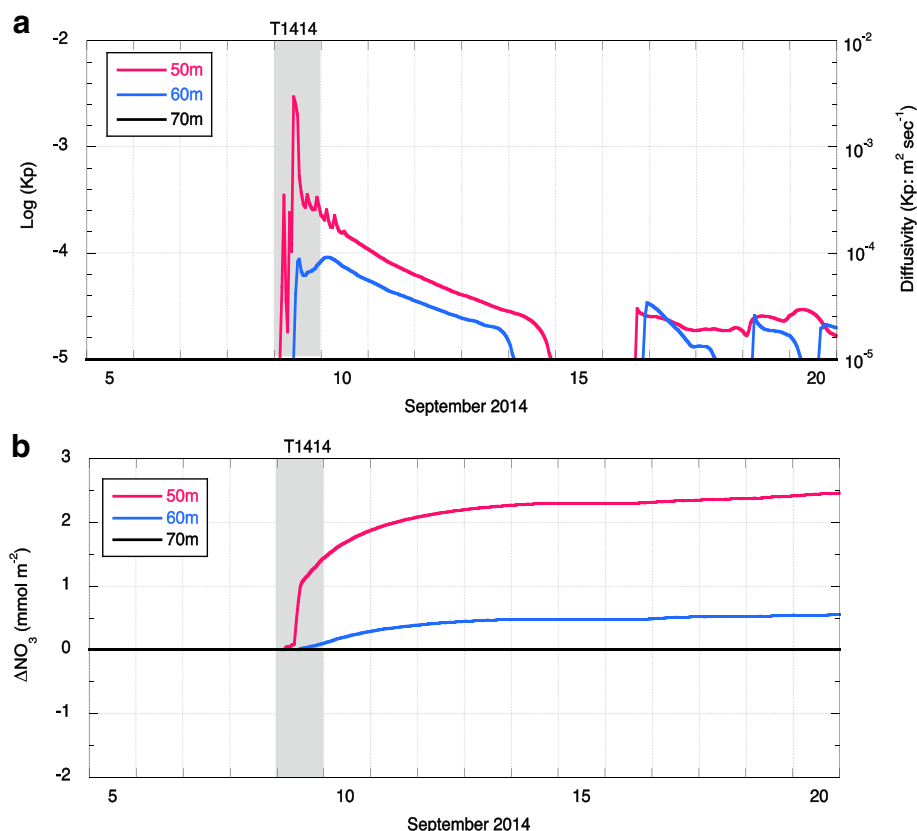 a
T1414
-2
-3
-4
-5
Log (Kp)
50m
60m
70m
10⁻²
10⁻³
10⁻⁴
10⁻⁵
Diffusivity (Kp: m² sec⁻¹)
5 10 15 20
September 2014
b
T1414
3
2
1
0
-1
-2
ΔNO₃ (mmol m⁻²)
50m
60m
70m
5 10 15 20
September 2014